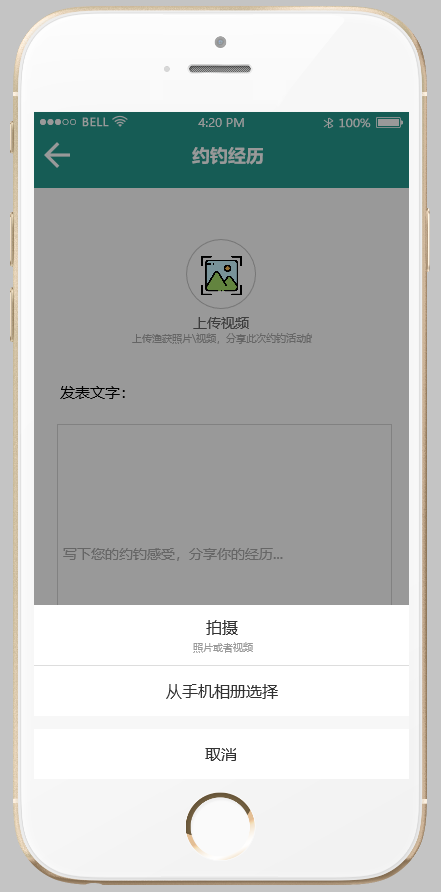 BELL 4:20 PM 100%
约钓经历
上传视频
上传渔获照片\视频，分享此次约钓活动
发表文字：
写下您的约钓感受，分享你的经历...
拍摄
照片或者视频
从手机相册选择
取消